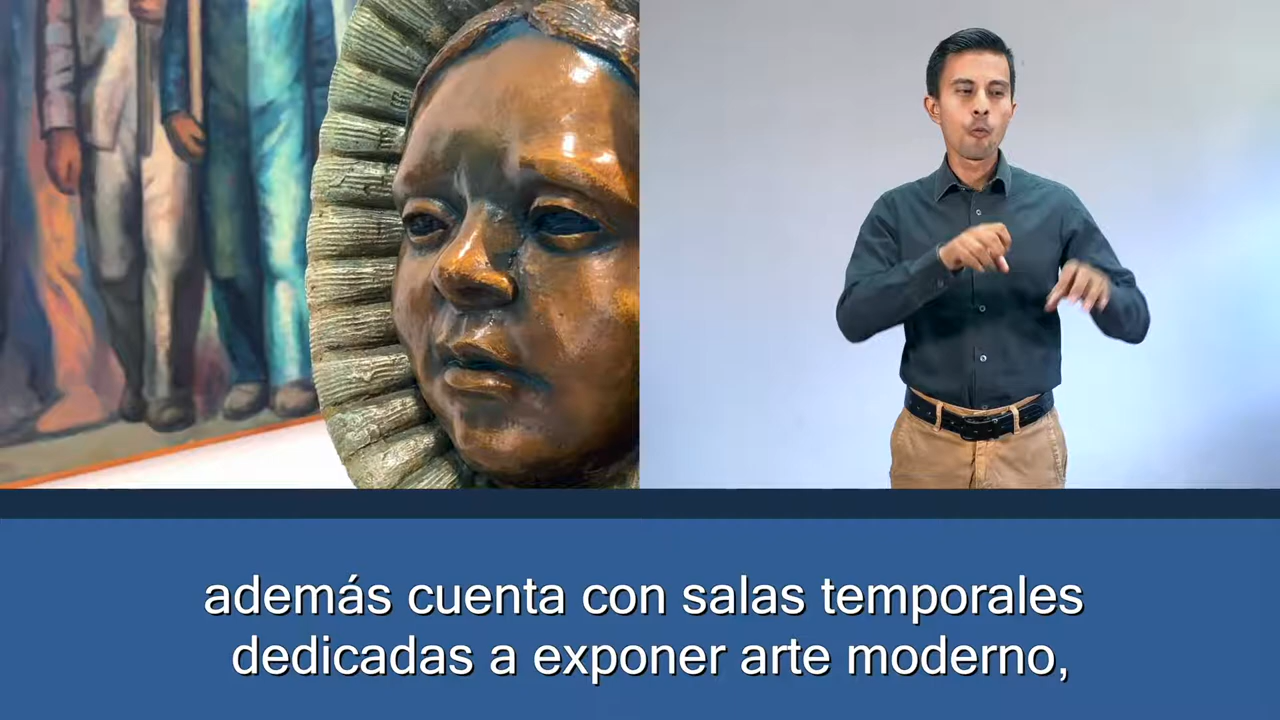 además cuenta con salas temporales
dedicadas a exponer arte moderno,